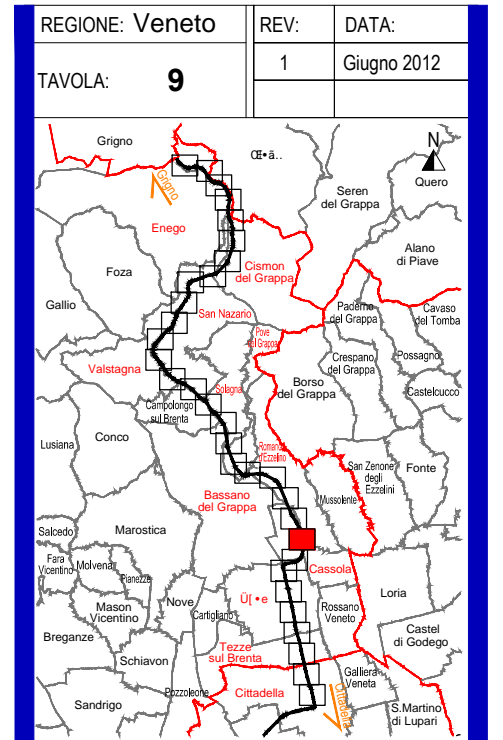 REGIONE: Veneto
REV:
DATA:
TAVOLA: 9
1
Giugno 2012
Grigno
Œ•ã..
N
Quero
Grigno
Seren
del Grappa
Enego
Alano
di Piave
Foza
Cismon
del Grappa
Gallio
San Nazario
Paderno
del Grappa
Cavaso
del Tomba
Pove
del Grappa
Crespano
del Grappa
Possagno
Valstagna
Solagna
Borso
del Grappa
Castelcucco
Campolongo
sul Brenta
Lusiana
Conco
Romano
d'Ezzelino
San Zenone
degli
Ezzelini
Fonte
Bassano
del Grappa
Mussolente
Salcedo
Marostica
Fara
Vicentino
Molvena
Pianezze
Cassola
Loria
Mason
Vicentino
Nove
Cartigliano
Ü[•e
Rossano
Veneto
Breganze
Castel
di Godego
Schiavon
Tezze
sul Brenta
Galliera
Veneta
Pozzoleone
Cittadella
Cittadella
Sandrigo
S.Martino
di Lupari